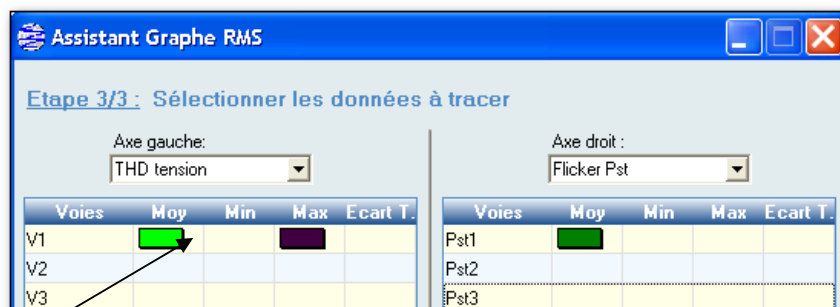 Assistant Graphe RMS
Etape 3/3 : Sélectionner les données à tracer
Axe gauche:
THD tension
Voies Moy Min Max Ecart T.
V1
V2
V3
Axe droit :
Flicker Pst
Voies Moy Min Max Ecart T.
Pst1
Pst2
Pst3